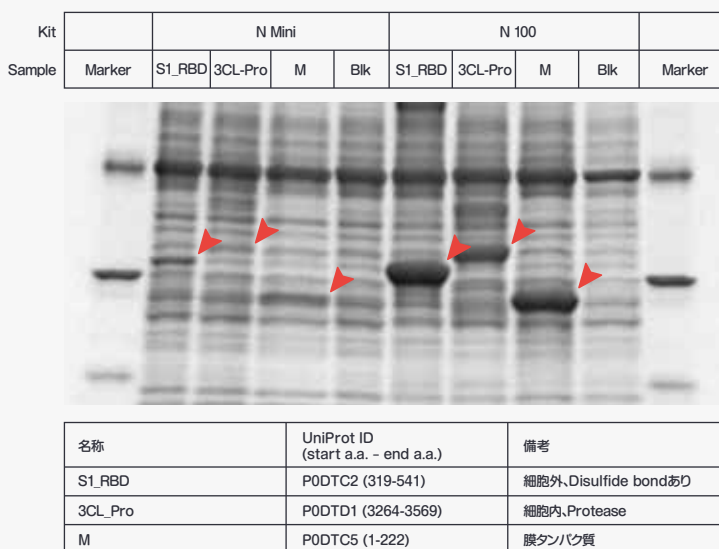 Kit N Mini N 100
Sample Marker S1_RBD 3CL-Pro M Blk S1_RBD 3CL-Pro M Blk Marker
名称 UniProt ID (start a.a. - end a.a.) 備考
S1_RBD P0DTC2 (319-541) 細胞外、Disulfide bondあり
3CL_Pro P0DTD1 (3264-3569) 細胞内、Protease
M P0DTC5 (1-222) 膜タンパク質